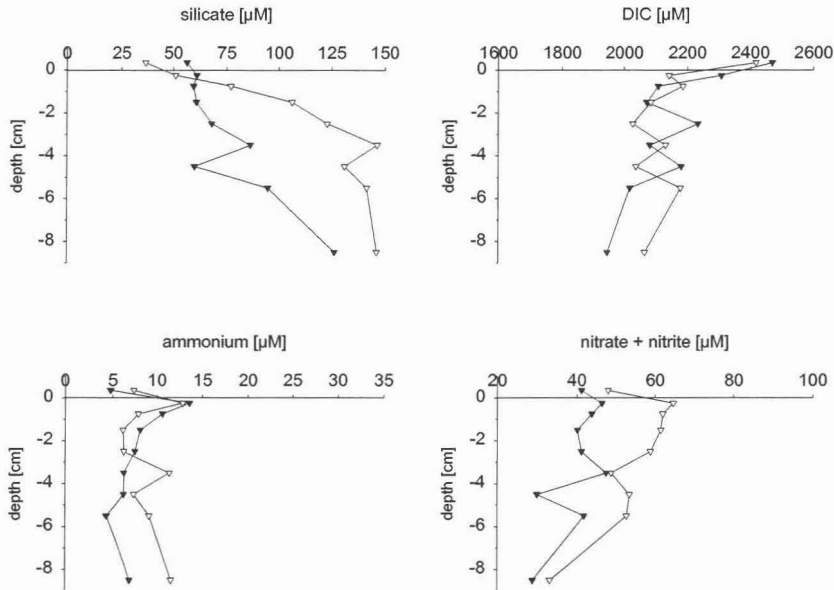 silicate [µM]
0 25 50 75 100 125 150
0
-2
-4
-6
-8
depth [cm]
DIC [µM]
1600 1800 2000 2200 2400 2600
0
-2
-4
-6
-8
depth [cm]
ammonium [µM]
0 5 10 15 20 25 30 35
0
-2
-4
-6
-8
depth [cm]
nitrate + nitrite [µM]
20 40 60 80 100
0
-2
-4
-6
-8
depth [cm]